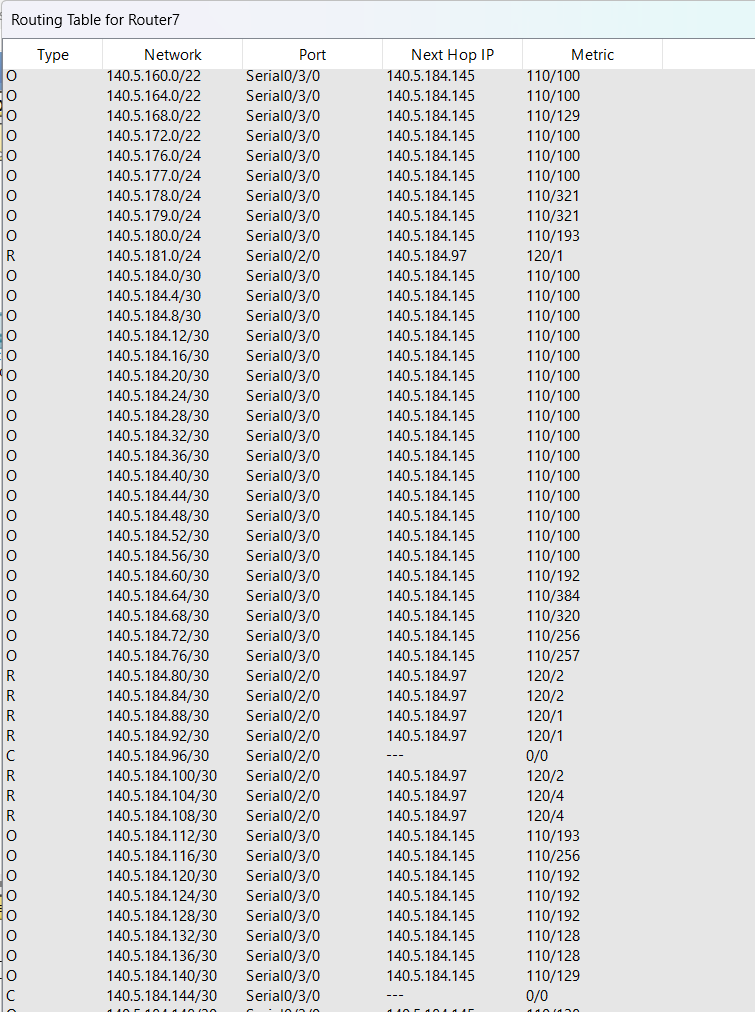 Routing Table for Router7
Type Network Port Next Hop IP Metric
O 140.5.160.0/22 Serial0/3/0 140.5.184.145 110/100
O 140.5.164.0/22 Serial0/3/0 140.5.184.145 110/100
O 140.5.168.0/22 Serial0/3/0 140.5.184.145 110/129
O 140.5.172.0/22 Serial0/3/0 140.5.184.145 110/100
O 140.5.176.0/24 Serial0/3/0 140.5.184.145 110/100
O 140.5.177.0/24 Serial0/3/0 140.5.184.145 110/100
O 140.5.178.0/24 Serial0/3/0 140.5.184.145 110/321
O 140.5.179.0/24 Serial0/3/0 140.5.184.145 110/321
O 140.5.180.0/24 Serial0/3/0 140.5.184.145 110/193
R 140.5.181.0/24 Serial0/2/0 140.5.184.97 120/1
O 140.5.184.0/30 Serial0/3/0 140.5.184.145 110/100
O 140.5.184.4/30 Serial0/3/0 140.5.184.145 110/100
O 140.5.184.8/30 Serial0/3/0 140.5.184.145 110/100
O 140.5.184.12/30 Serial0/3/0 140.5.184.145 110/100
O 140.5.184.16/30 Serial0/3/0 140.5.184.145 110/100
O 140.5.184.20/30 Serial0/3/0 140.5.184.145 110/100
O 140.5.184.24/30 Serial0/3/0 140.5.184.145 110/100
O 140.5.184.28/30 Serial0/3/0 140.5.184.145 110/100
O 140.5.184.32/30 Serial0/3/0 140.5.184.145 110/100
O 140.5.184.36/30 Serial0/3/0 140.5.184.145 110/100
O 140.5.184.40/30 Serial0/3/0 140.5.184.145 110/100
O 140.5.184.44/30 Serial0/3/0 140.5.184.145 110/100
O 140.5.184.48/30 Serial0/3/0 140.5.184.145 110/100
O 140.5.184.52/30 Serial0/3/0 140.5.184.145 110/100
O 140.5.184.56/30 Serial0/3/0 140.5.184.145 110/100
O 140.5.184.60/30 Serial0/3/0 140.5.184.145 110/192
O 140.5.184.64/30 Serial0/3/0 140.5.184.145 110/384
O 140.5.184.68/30 Serial0/3/0 140.5.184.145 110/320
O 140.5.184.72/30 Serial0/3/0 140.5.184.145 110/256
O 140.5.184.76/30 Serial0/3/0 140.5.184.145 110/257
R 140.5.184.80/30 Serial0/2/0 140.5.184.97 120/2
R 140.5.184.84/30 Serial0/2/0 140.5.184.97 120/2
R 140.5.184.88/30 Serial0/2/0 140.5.184.97 120/1
R 140.5.184.92/30 Serial0/2/0 140.5.184.97 120/1
C 140.5.184.96/30 Serial0/2/0 --- 0/0
R 140.5.184.100/30 Serial0/2/0 140.5.184.97 120/2
R 140.5.184.104/30 Serial0/2/0 140.5.184.97 120/4
R 140.5.184.108/30 Serial0/2/0 140.5.184.97 120/4
O 140.5.184.112/30 Serial0/3/0 140.5.184.145 110/193
O 140.5.184.116/30 Serial0/3/0 140.5.184.145 110/256
O 140.5.184.120/30 Serial0/3/0 140.5.184.145 110/192
O 140.5.184.124/30 Serial0/3/0 140.5.184.145 110/192
O 140.5.184.128/30 Serial0/3/0 140.5.184.145 110/192
O 140.5.184.132/30 Serial0/3/0 140.5.184.145 110/128
O 140.5.184.136/30 Serial0/3/0 140.5.184.145 110/128
O 140.5.184.140/30 Serial0/3/0 140.5.184.145 110/129
C 140.5.184.144/30 Serial0/3/0 --- 0/0